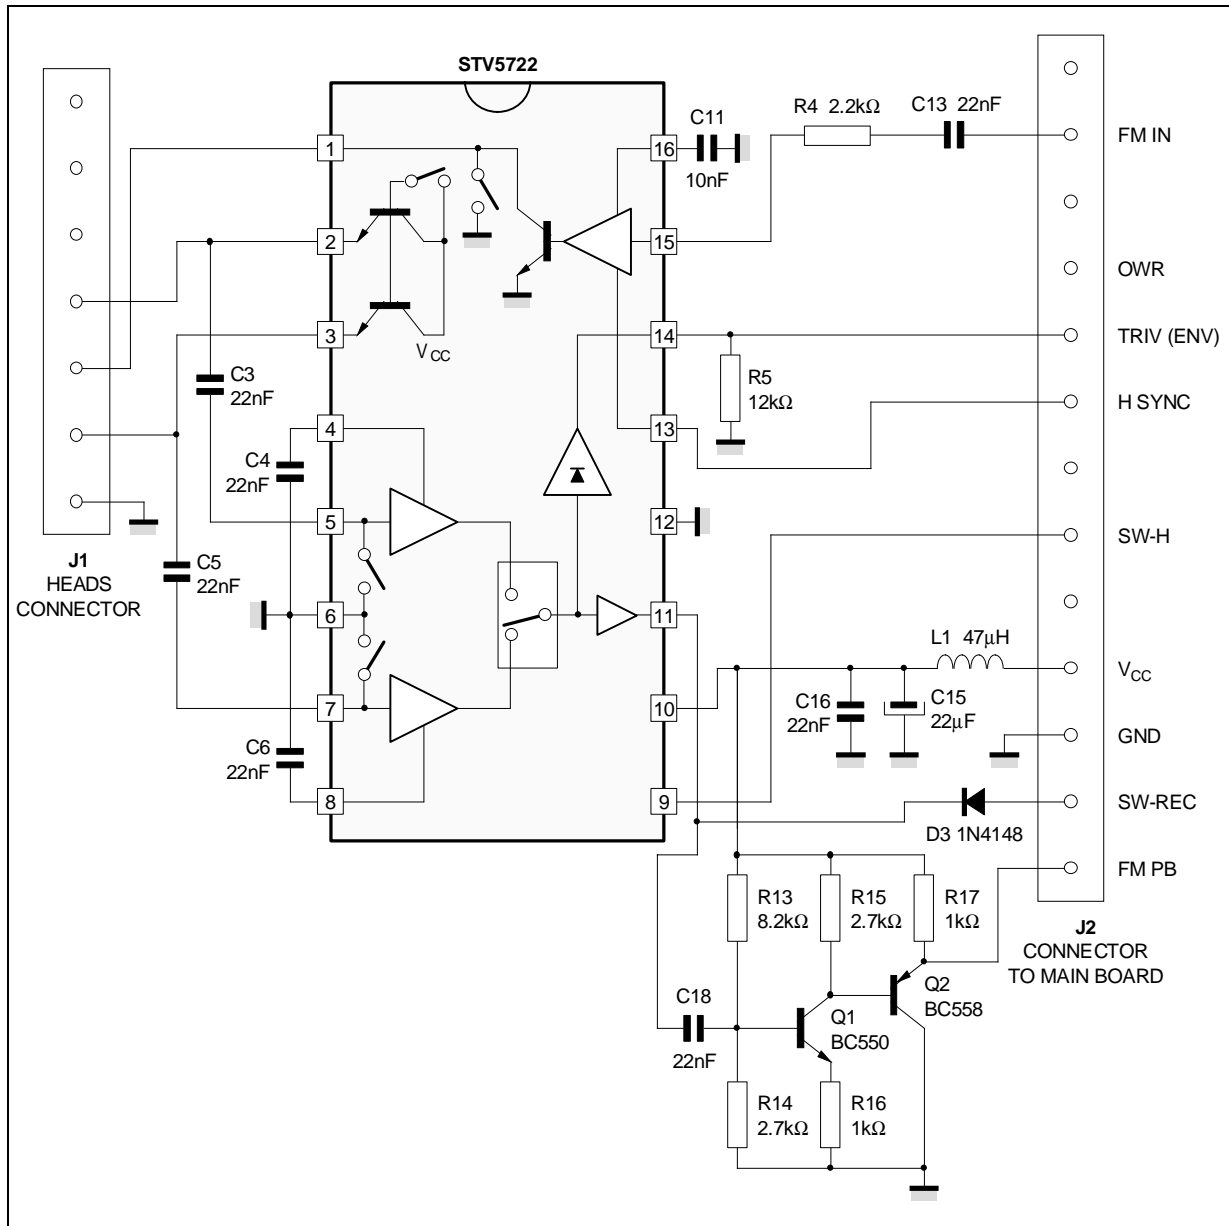 STV5722
J1
HEADS
CONNECTOR
1
2
3
4
5
6
7
8
16
15
14
13
12
11
10
9
VCC
C3
22nF
C4
22nF
C5
22nF
C6
22nF
C11
10nF
R4 2.2kΩ
C13 22nF
R5
12kΩ
L1 47µH
C16
22nF
C15
22µF
D3 1N4148
R13
8.2kΩ
R15
2.7kΩ
R17
1kΩ
C18
22nF
Q1
BC550
Q2
BC558
R14
2.7kΩ
R16
1kΩ
FM IN
OWR
TRIV (ENV)
H SYNC
SW-H
VCC
GND
SW-REC
FM PB
J2
CONNECTOR
TO MAIN BOARD